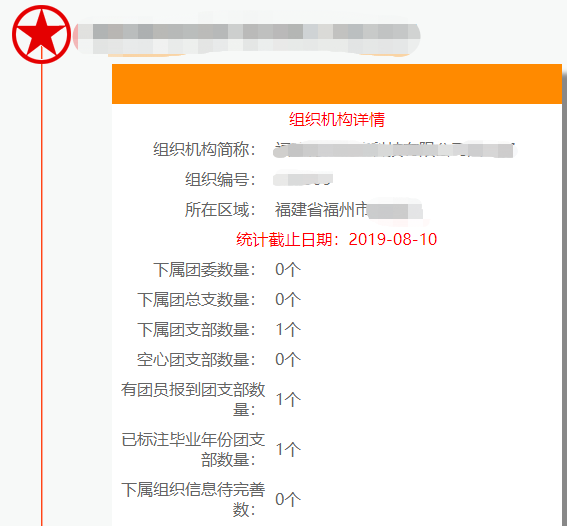 组织机构详情
组织机构简称：
组织编号：
所在区域： 福建省福州市
统计截止日期：2019-08-10
下属团委数量： 0个
下属团总支数量： 0个
下属团支部数量： 1个
空心团支部数量： 0个
有团员报到团支部数
量： 1个
已标注毕业年份团支
部数量： 1个
下属组织信息待完善
数： 0个